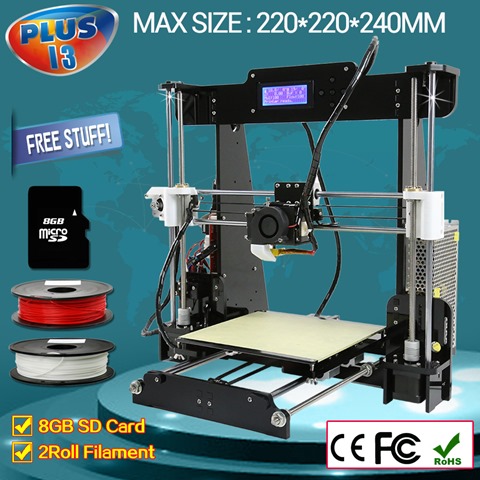 PLUS
I3
MAX SIZE : 220*220*240MM
FREE STUFF!
8GB
micro
SD
8GB SD Card
2Roll Filament
CE FC RoHS